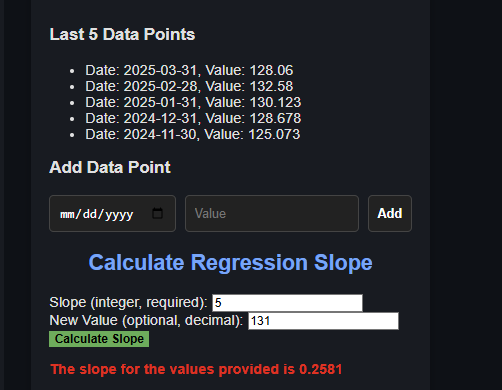 Last 5 Data Points
Date: 2025-03-31, Value: 128.06
Date: 2025-02-28, Value: 132.58
Date: 2025-01-31, Value: 130.123
Date: 2024-12-31, Value: 128.678
Date: 2024-11-30, Value: 125.073
Add Data Point
mm/dd/yyyy Value Add
Calculate Regression Slope
Slope (integer, required): 5
New Value (optional, decimal): 131
Calculate Slope
The slope for the values provided is 0.2581